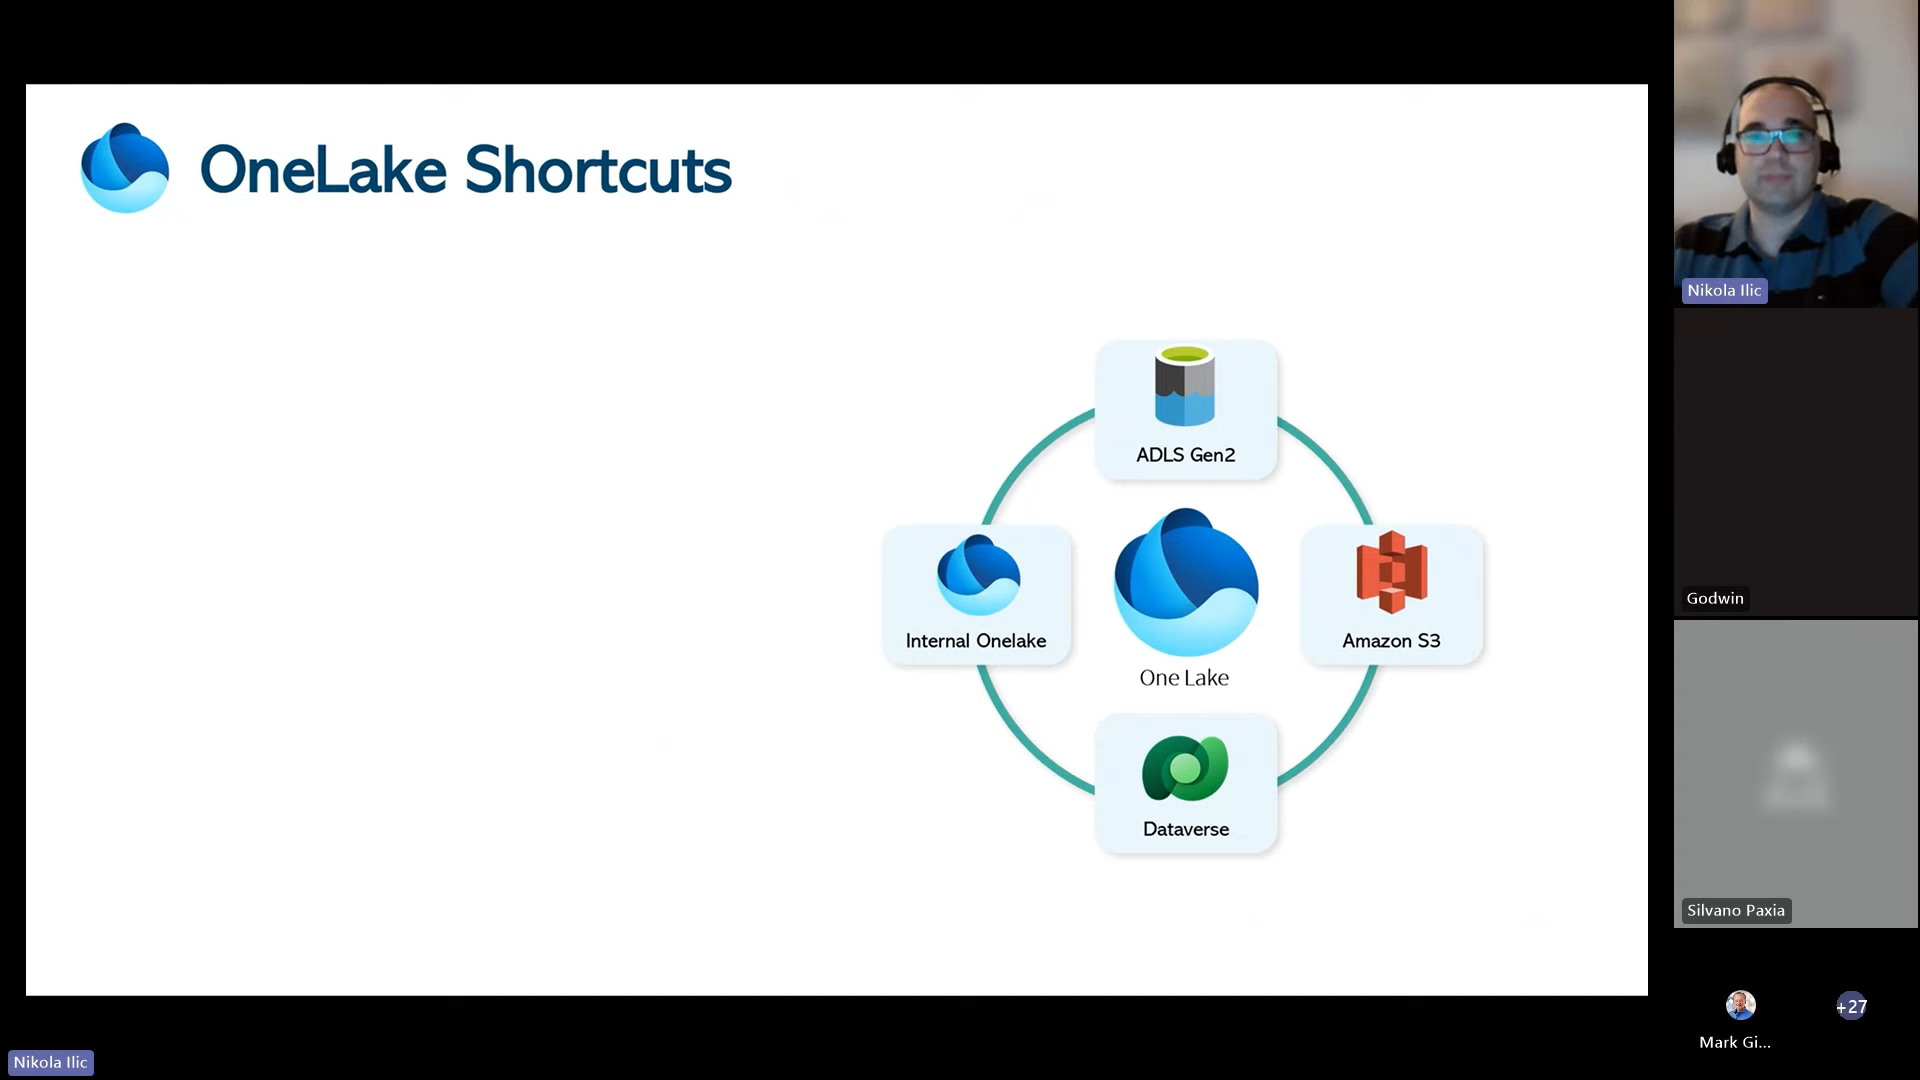 OneLake Shortcuts
ADLS Gen2
Internal Onelake
One Lake
Amazon S3
Dataverse
Nikola Ilic
Godwin
Silvano Paxia
Mark Gi...
+27
Nikola Ilic